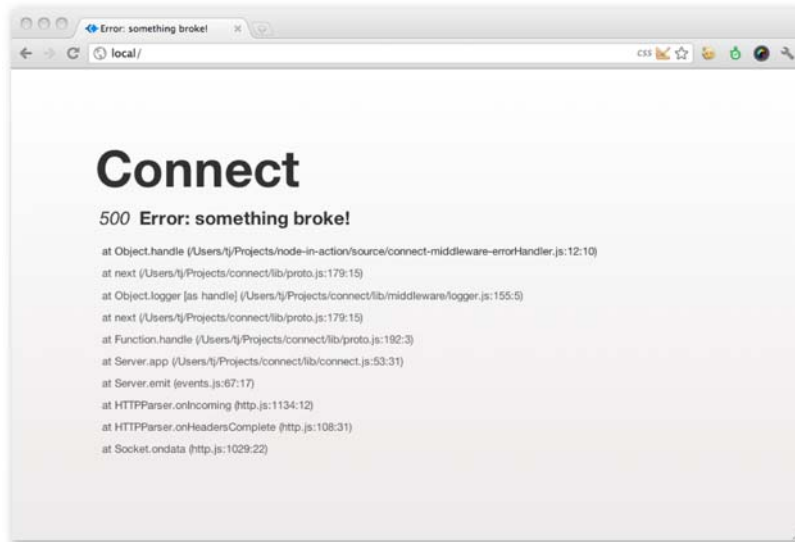 Error: something broke!
local/
CSS
Connect
500 Error: something broke!
at Object.handle (/Users/tj/Projects/node-in-action/source/connect-middleware-errorHandler.js:12:10)
at next (/Users/tj/Projects/connect/lib/proto.js:179:15)
at Object.logger [as handle] (/Users/tj/Projects/connect/lib/middleware/logger.js:155:5)
at next (/Users/tj/Projects/connect/lib/proto.js:179:15)
at Function.handle (/Users/tj/Projects/connect/lib/proto.js:192:3)
at Server.app (/Users/tj/Projects/connect/lib/connect.js:53:31)
at Server.emit (events.js:67:17)
at HTTPParser.onIncoming (http.js:1134:12)
at HTTPParser.onHeadersComplete (http.js:108:31)
at Socket.ondata (http.js:1029:22)